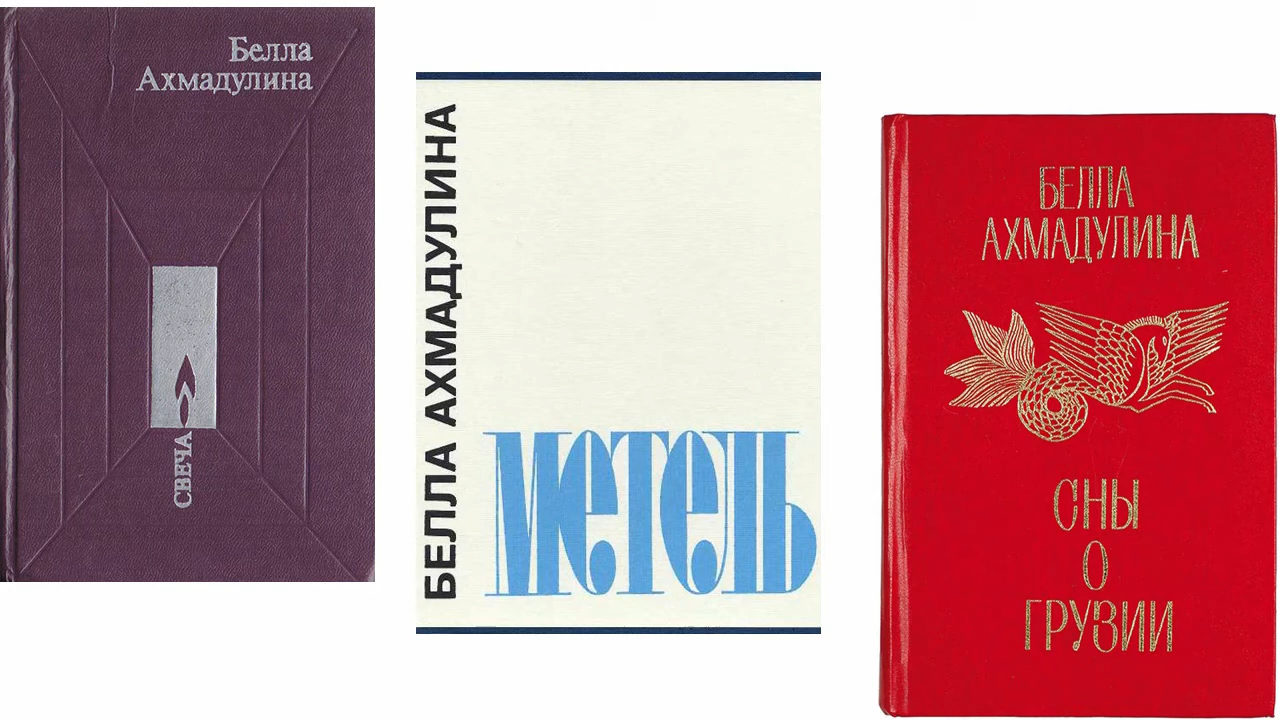 Белла
Ахмадулина
СВЕЧА
БЕЛЛА АХМАДУЛИНА
метель
БЕЛЛА
АХМАДУЛИНА
СНЫ
О
ГРУЗИИ